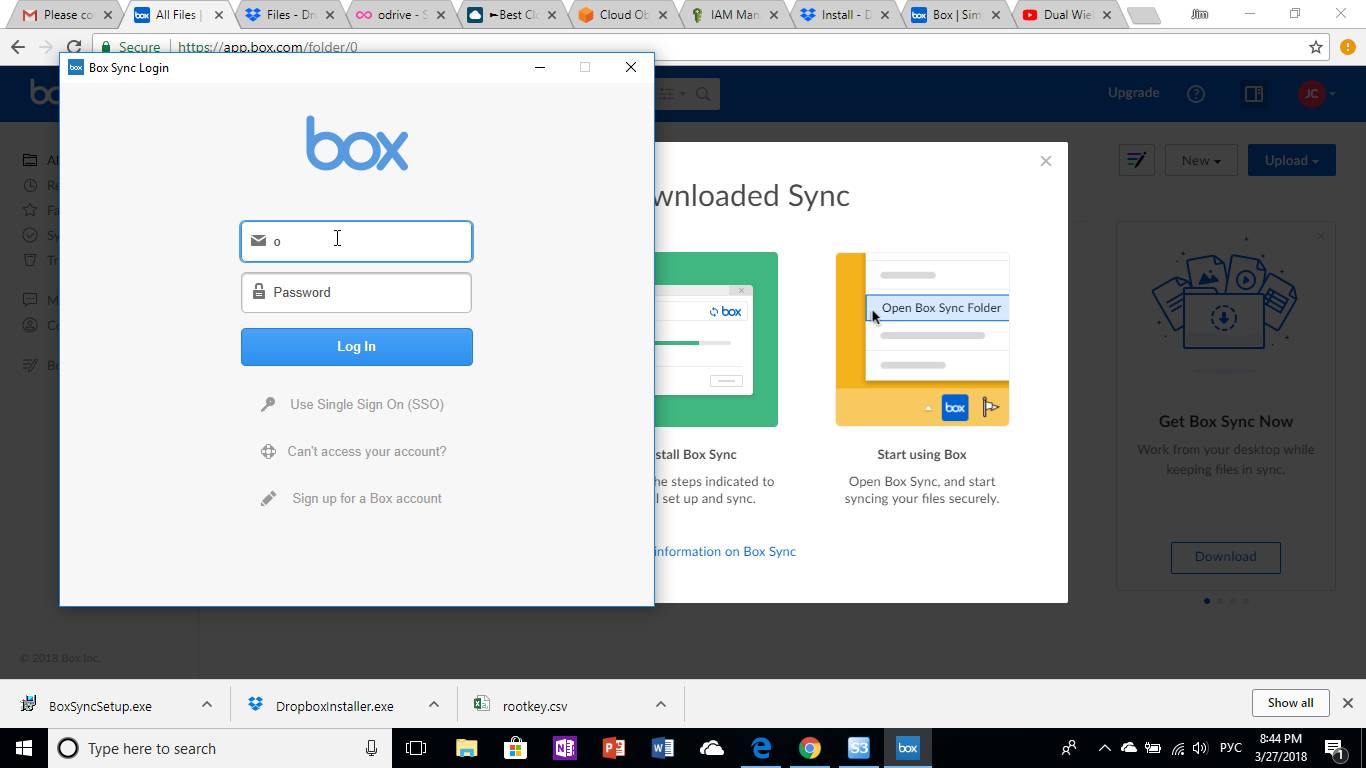 Please co
All Files |
Files - Dr
odrive - S
Best Clo
Cloud Ob
IAM Man
Install - D
Box | Sim
Dual Wie
Jim
Secure https://app.box.com/folder/0
Box Sync Login
box
o
Password
Log In
Use Single Sign On (SSO)
Can't access your account?
Sign up for a Box account
Upgrade
JC
New
Upload
wnloaded Sync
box
Open Box Sync Folder
box
stall Box Sync
he steps indicated to
l set up and sync.
Start using Box
Open Box Sync, and start
syncing your files securely.
information on Box Sync
Get Box Sync Now
Work from your desktop while
keeping files in sync.
Download
© 2018 Box Inc.
BoxSyncSetup.exe
DropboxInstaller.exe
rootkey.csv
Show all
Type here to search
S3
box
РУС
8:44 PM
3/27/2018
1